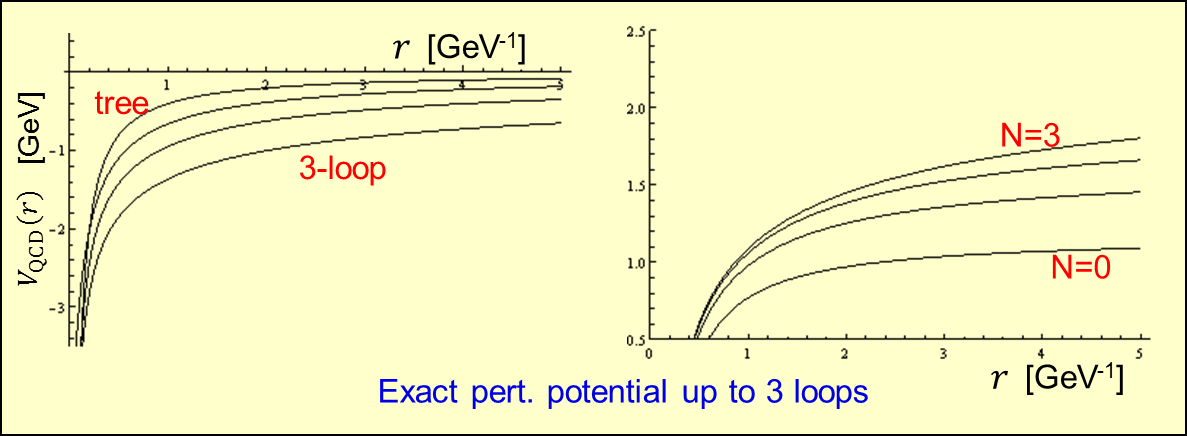 r [GeV-1]
1
2
3
4
5
tree
3-loop
-1
-2
-3
VQCD(r) [GeV]
2.5
2.0
1.5
1.0
0.5
N=3
N=0
0
1
2
3
4
5
r [GeV-1]
Exact pert. potential up to 3 loops